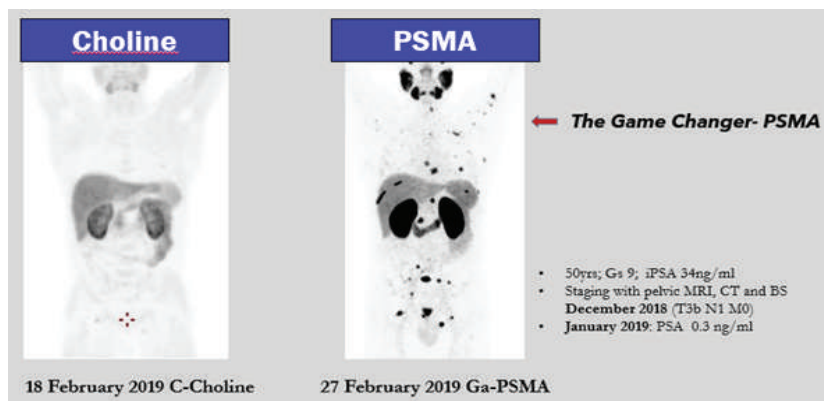 Choline
PSMA
The Game Changer- PSMA
• 50yrs; Gs 9; iPSA 34ng/ml
• Staging with pelvic MRI, CT and BS
December 2018 (T3b N1 M0)
• January 2019: PSA 0.3 ng/ml
18 February 2019 C-Choline
27 February 2019 Ga-PSMA